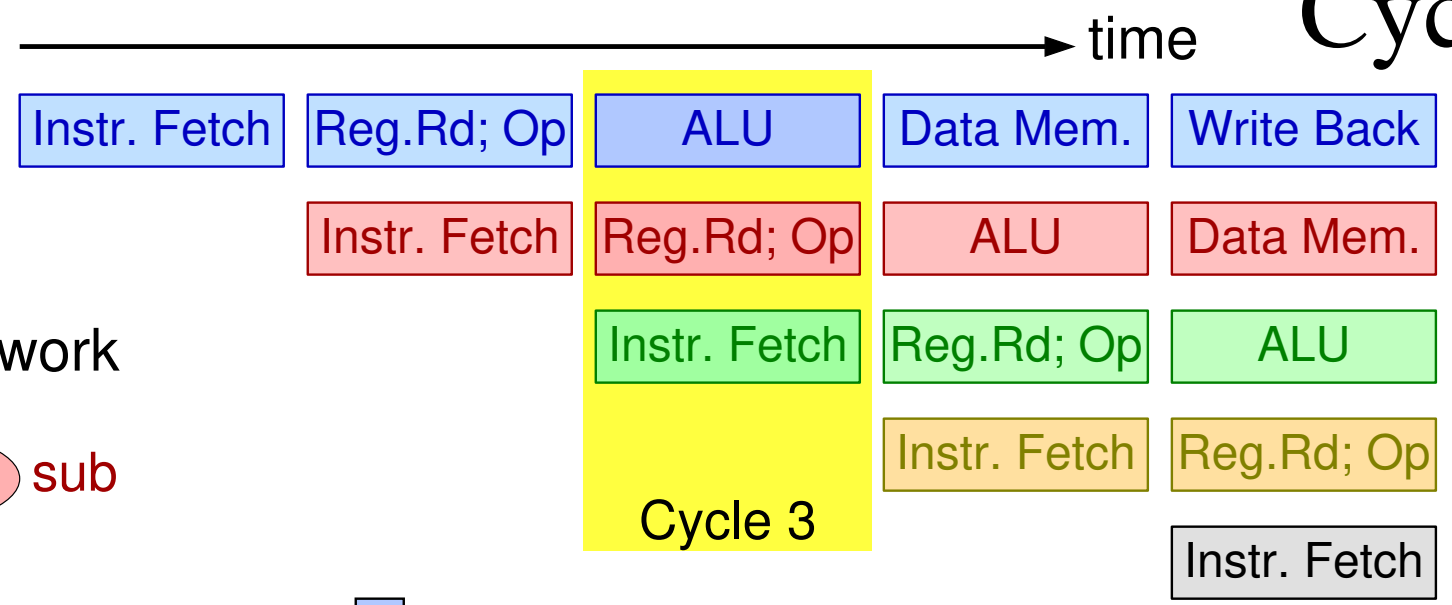 time
Cyc
Instr. Fetch Reg.Rd; Op ALU Data Mem. Write Back
Instr. Fetch Reg.Rd; Op ALU Data Mem.
work Instr. Fetch Reg.Rd; Op ALU
sub Instr. Fetch Reg.Rd; Op
Cycle 3
Instr. Fetch